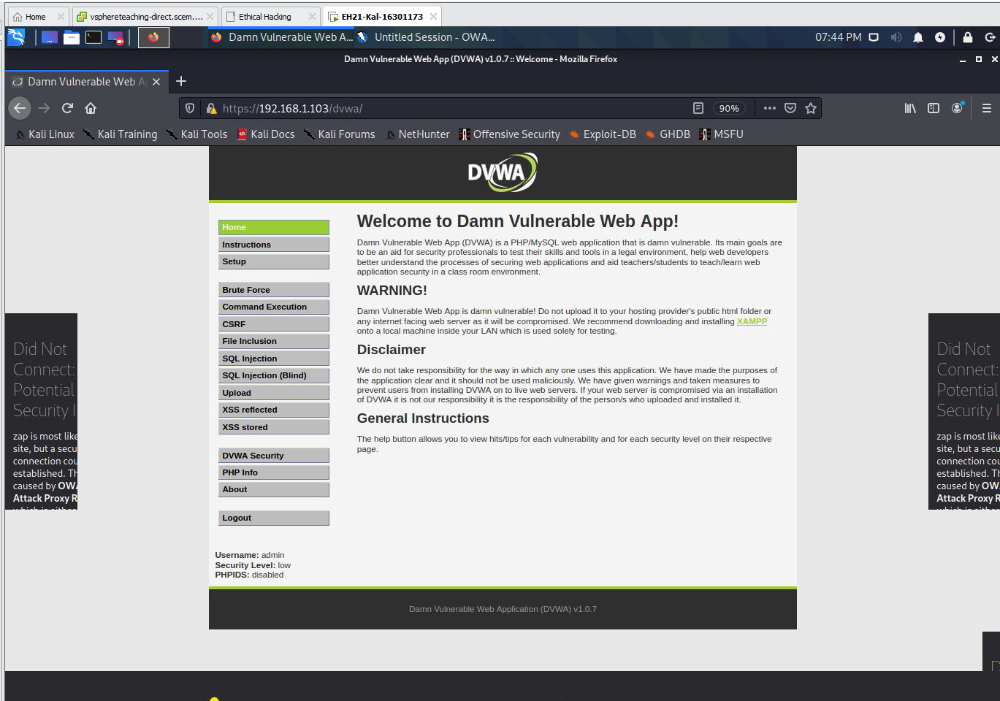 Home
vsphereteaching-direct.scem....
Ethical Hacking
EH21-Kal-16301173
Damn Vulnerable Web A...
Untitled Session - OWA...
07:44 PM
Damn Vulnerable Web App (DVWA) v1.0.7 :: Welcome - Mozilla Firefox
Damn Vulnerable Web A
https://192.168.1.103/dvwa/
90%
Kali Linux
Kali Training
Kali Tools
Kali Docs
Kali Forums
NetHunter
Offensive Security
Exploit-DB
GHDB
MSFU
DVWA
Home
Instructions
Setup
Brute Force
Command Execution
CSRF
File Inclusion
SQL Injection
SQL Injection (Blind)
Upload
XSS reflected
XSS stored
DVWA Security
PHP Info
About
Logout
Username: admin
Security Level: low
PHPIDS: disabled
Welcome to Damn Vulnerable Web App!
Damn Vulnerable Web App (DVWA) is a PHP/MySQL web application that is damn vulnerable. Its main goals are
to be an aid for security professionals to test their skills and tools in a legal environment, help web developers
better understand the processes of securing web applications and aid teachers/students to teach/learn web
application security in a class room environment.
WARNING!
Damn Vulnerable Web App is damn vulnerable! Do not upload it to your hosting provider's public html folder or
any internet facing web server as it will be compromised. We recommend downloading and installing XAMPP
onto a local machine inside your LAN which is used solely for testing.
Disclaimer
We do not take responsibility for the way in which any one uses this application. We have made the purposes of
the application clear and it should not be used maliciously. We have given warnings and taken measures to
prevent users from installing DVWA on to live web servers. If your web server is compromised via an installation
of DVWA it is not our responsibility it is the responsibility of the person/s who uploaded and installed it.
General Instructions
The help button allows you to view hits/tips for each vulnerability and for each security level on their respective
page.
Damn Vulnerable Web Application (DVWA) v1.0.7
Did Not
Connect:
Potential
Security I
zap is most like
site, but a secu
connection cou
established. Th
caused by OWA
Attack Proxy R
Did Not
Connect:
Potential
Security I
zap is most like
site, but a secu
connection cou
established. Th
caused by OW
Attack Proxy R